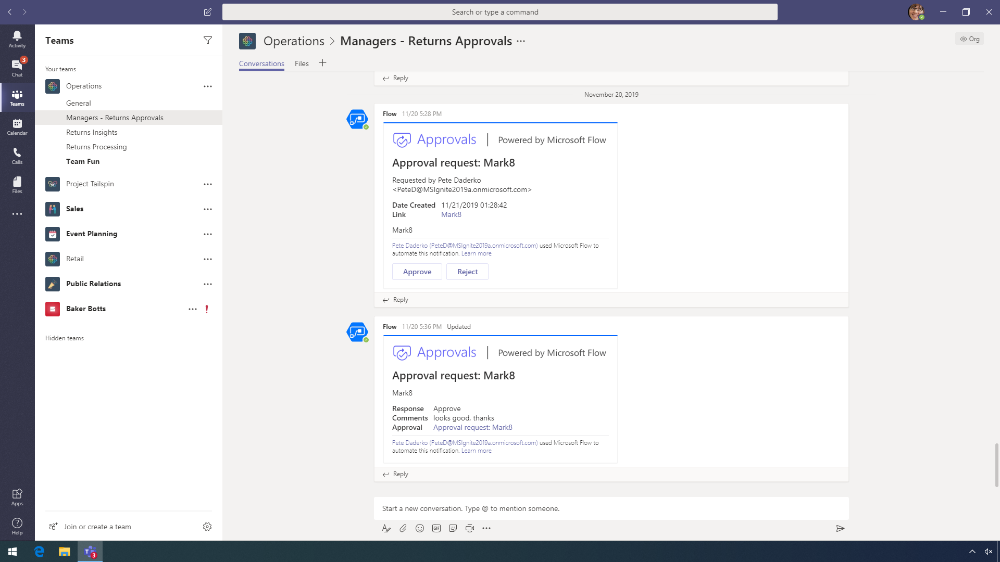 Search or type a command
Activity
3
Chat
Teams
Calendar
Calls
Files
Apps
Help
Teams
Your teams
Operations
General
Managers - Returns Approvals
Returns Insights
Returns Processing
Team Fun
Project Tailspin
Sales
Event Planning
Retail
Public Relations
Baker Botts
Hidden teams
Join or create a team
Operations > Managers - Returns Approvals
Org
Conversations Files
Reply
November 20, 2019
Flow 11/20 5:28 PM
Approvals | Powered by Microsoft Flow
Approval request: Mark8
Requested by Pete Daderko
<PeteD@MSIgnite2019a.onmicrosoft.com>
Date Created 11/21/2019 01:28:42
Link Mark8
Mark8
Pete Daderko (PeteD@MSIgnite2019a.onmicrosoft.com) used Microsoft Flow to
automate this notification. Learn more
Approve Reject
Reply
Flow 11/20 5:36 PM Updated
Approvals | Powered by Microsoft Flow
Approval request: Mark8
Mark8
Response Approve
Comments looks good, thanks
Approval Approval request: Mark8
Pete Daderko (PeteD@MSIgnite2019a.onmicrosoft.com) used Microsoft Flow to
automate this notification. Learn more
Reply
Start a new conversation. Type @ to mention someone.
GIF
T
3